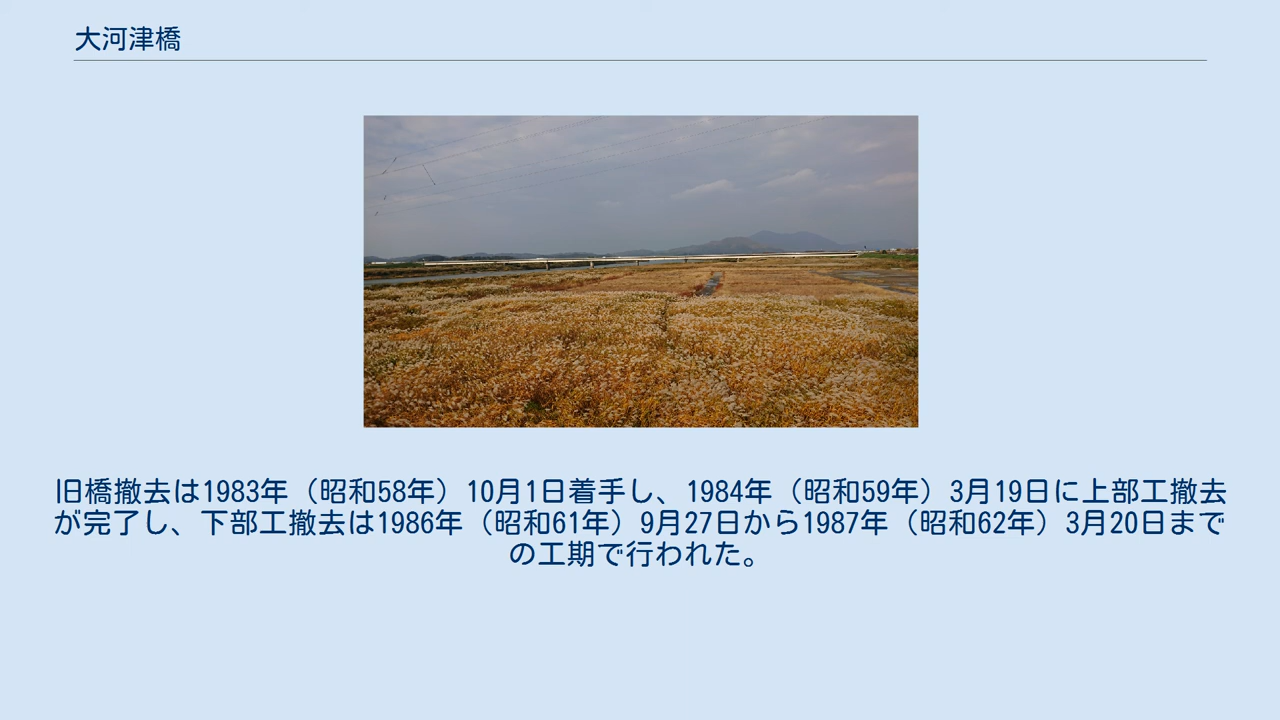 大河津橋
旧橋撤去は1983年（昭和58年）10月1日着手し、1984年（昭和59年）3月19日に上部工撤去
が完了し、下部工撤去は1986年（昭和61年）9月27日から1987年（昭和62年）3月20日まで
の工期で行われた。